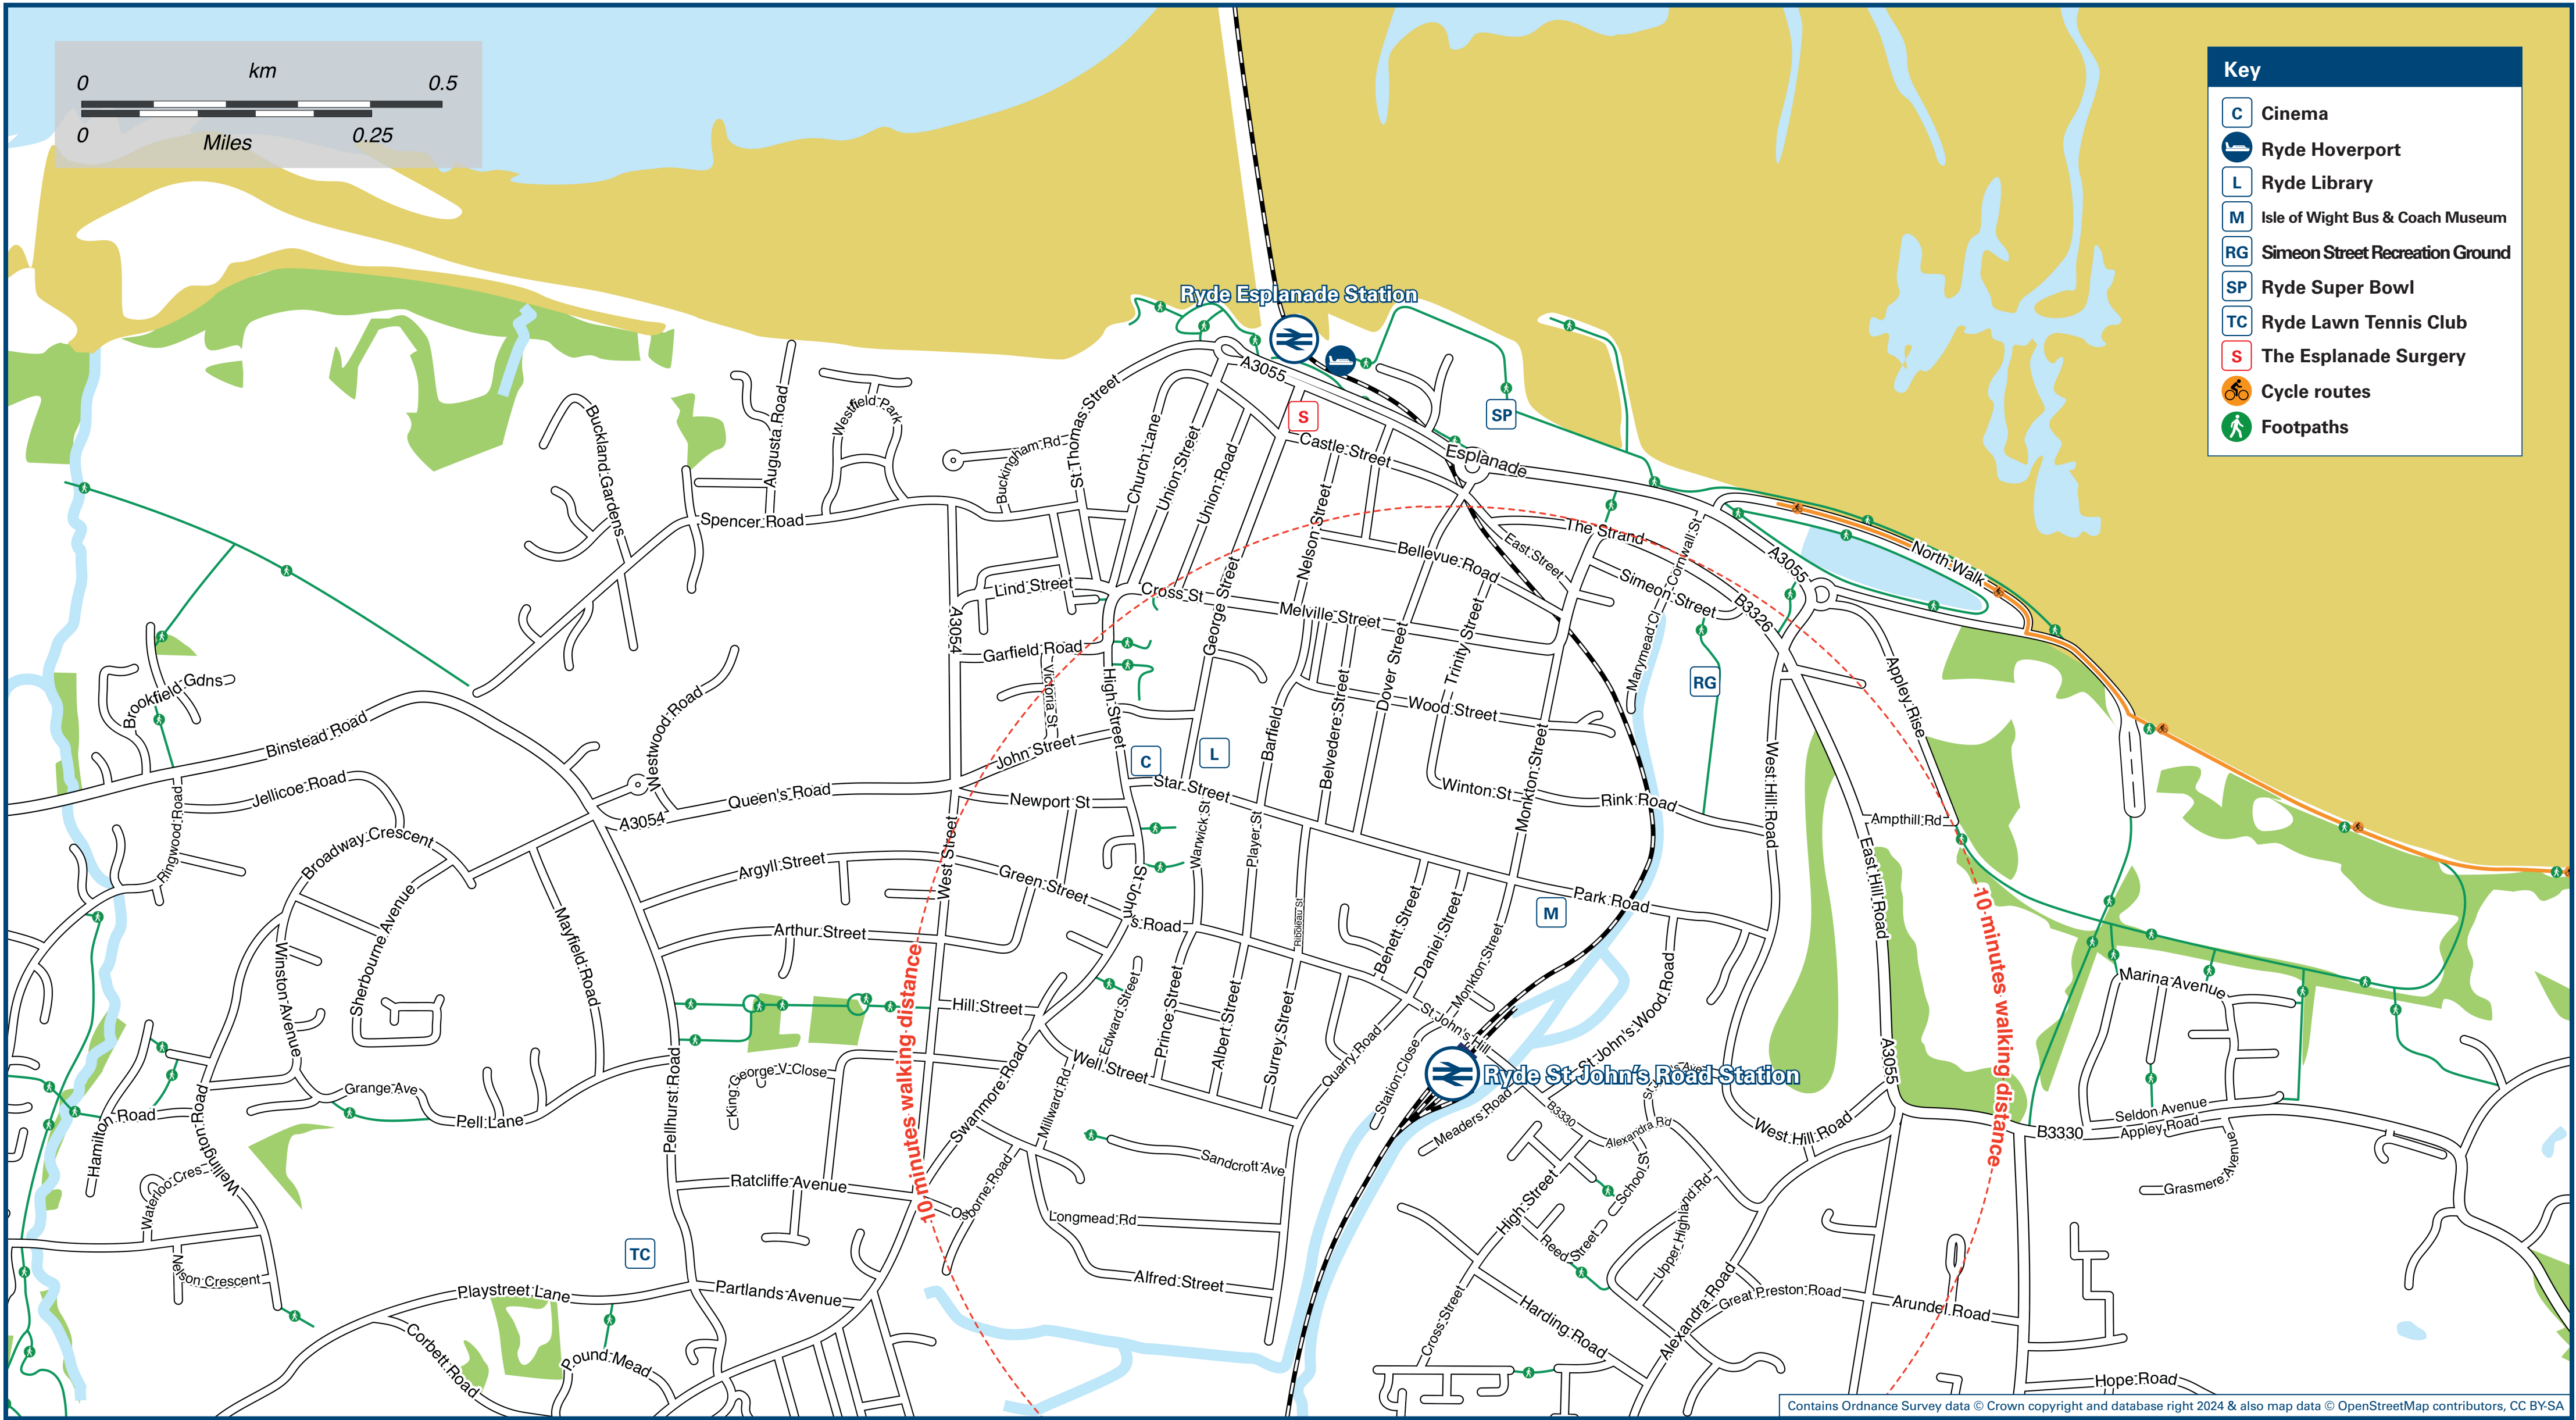 km
0 0.5
0 0.25
Miles
Key
C Cinema
Ryde Hoverport
L Ryde Library
M Isle of Wight Bus & Coach Museum
RG Simeon Street Recreation Ground
SP Ryde Super Bowl
TC Ryde Lawn Tennis Club
S The Esplanade Surgery
Cycle routes
Footpaths
Ryde Esplanade Station
A3055
S
SP
Castle Street
Esplanade
St Thomas Street
Church Lane
Union Street
Union Road
Buckingham Rd
Westfield Park
Augusta Road
Buckland Gardens
Spencer Road
Nelson Street
The Strand
East Street
Cornwall St
A3055
North Walk
Bellevue Road
Simeon Street
B3326
Lind Street
Cross St
George Street
Melville Street
Trinity Street
Dover Street
Marymead Cl
A3054
Garfield Road
Victoria St
High Street
RG
Appley Rise
Brookfield Gdns
Westwood Road
Binstead Road
Wood Street
Barfield
Belvedere Street
Monkton Street
West Hill Road
John Street
C
L
Star Street
Jellicoe Road
Queen's Road
Newport St
Winton St
Rink Road
Ringwood Road
A3054
Ampthill Rd
Broadway Crescent
West Street
Warwick St
Player St
Argyll Street
Green Street
St John's Road
Park Road
M
East Hill Road
Sherbourne Avenue
Mayfield Road
Arthur Street
Bennett Street
Daniel Street
Monkton Street
10 minutes walking distance
10 minutes walking distance
Winston Avenue
Marina Avenue
Hill Street
Edward Street
Prince Street
Albert Street
Surrey Street
St John's Hill
St John's Wood Road
Quarry Road
Station Close
Ryde St John's Road Station
A3055
King George V Close
Well Street
Swanmore Road
Millward Rd
Grange Ave
Pell Lane
Pellhurst Road
Hamilton Road
Wellington Road
Meaders Road
B3330
Alexandra Rd
West Hill Road
B3330
Seldon Avenue
Appley Road
Grasmere Avenue
Sandcroft Ave
Waterloo Cres
Ratcliffe Avenue
Osborne Road
Longmead Rd
School St
High Street
Reed Street
Upper Highland Rd
TC
Nelson Crescent
Playstreet Lane
Partlands Avenue
Alfred Street
Cross Street
Harding Road
Alexandra Road
Great Preston Road
Arundel Road
Corbett Road
Pound Mead
Hope Road
Contains Ordnance Survey data © Crown copyright and database right 2024 & also map data © OpenStreetMap contributors, CC BY-SA